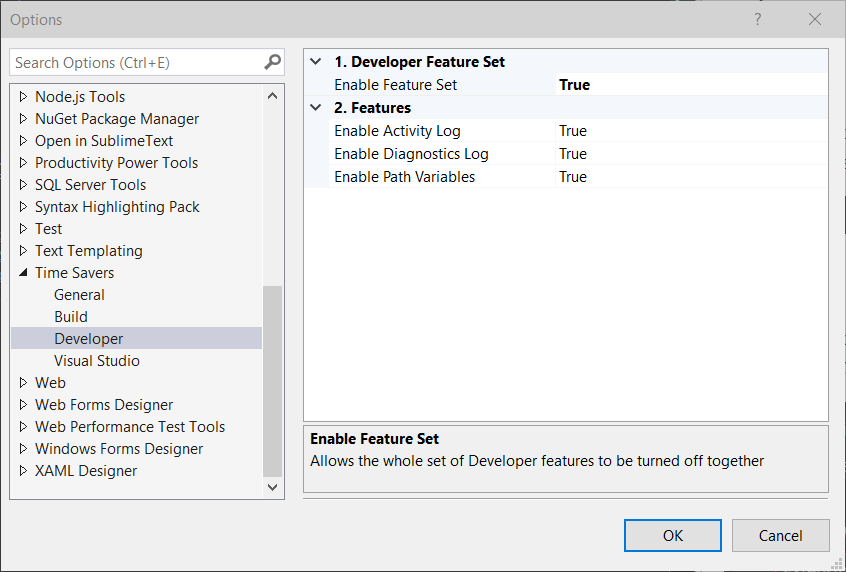 Options
Search Options (Ctrl+E)
Node.js Tools
NuGet Package Manager
Open in SublimeText
Productivity Power Tools
SQL Server Tools
Syntax Highlighting Pack
Test
Text Templating
Time Savers
General
Build
Developer
Visual Studio
Web
Web Forms Designer
Web Performance Test Tools
Windows Forms Designer
XAML Designer
1. Developer Feature Set
Enable Feature Set True
2. Features
Enable Activity Log True
Enable Diagnostics Log True
Enable Path Variables True
Enable Feature Set
Allows the whole set of Developer features to be turned off together
OK Cancel